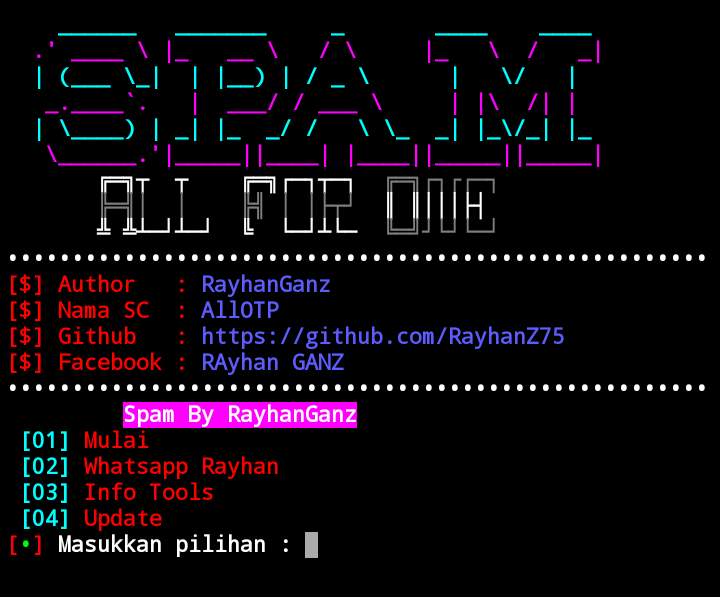 SPAM
All For One
[$] Author : RayhanGanz
[$] Nama SC : AllOTP
[$] Github : https://github.com/RayhanZ75
[$] Facebook : RAyhan GANZ
Spam By RayhanGanz
[01] Mulai
[02] Whatsapp Rayhan
[03] Info Tools
[04] Update
[•] Masukkan pilihan :